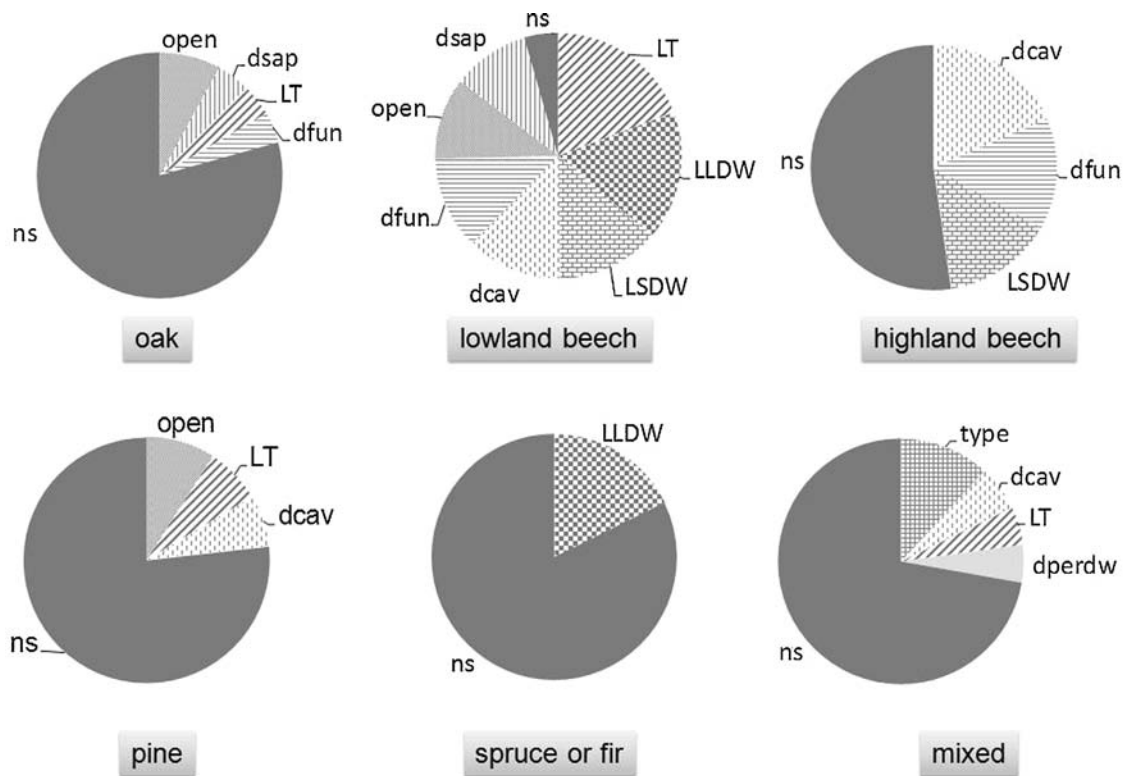 open
dsap
LT
dfun
ns
oak
ns
dsap
LT
open
LLDW
dfun
LSDW
dcav
lowland beech
dcav
ns
dfun
LSDW
highland beech
open
LT
dcav
ns
pine
LLDW
ns
spruce or fir
type
dcav
LT
dperdw
ns
mixed